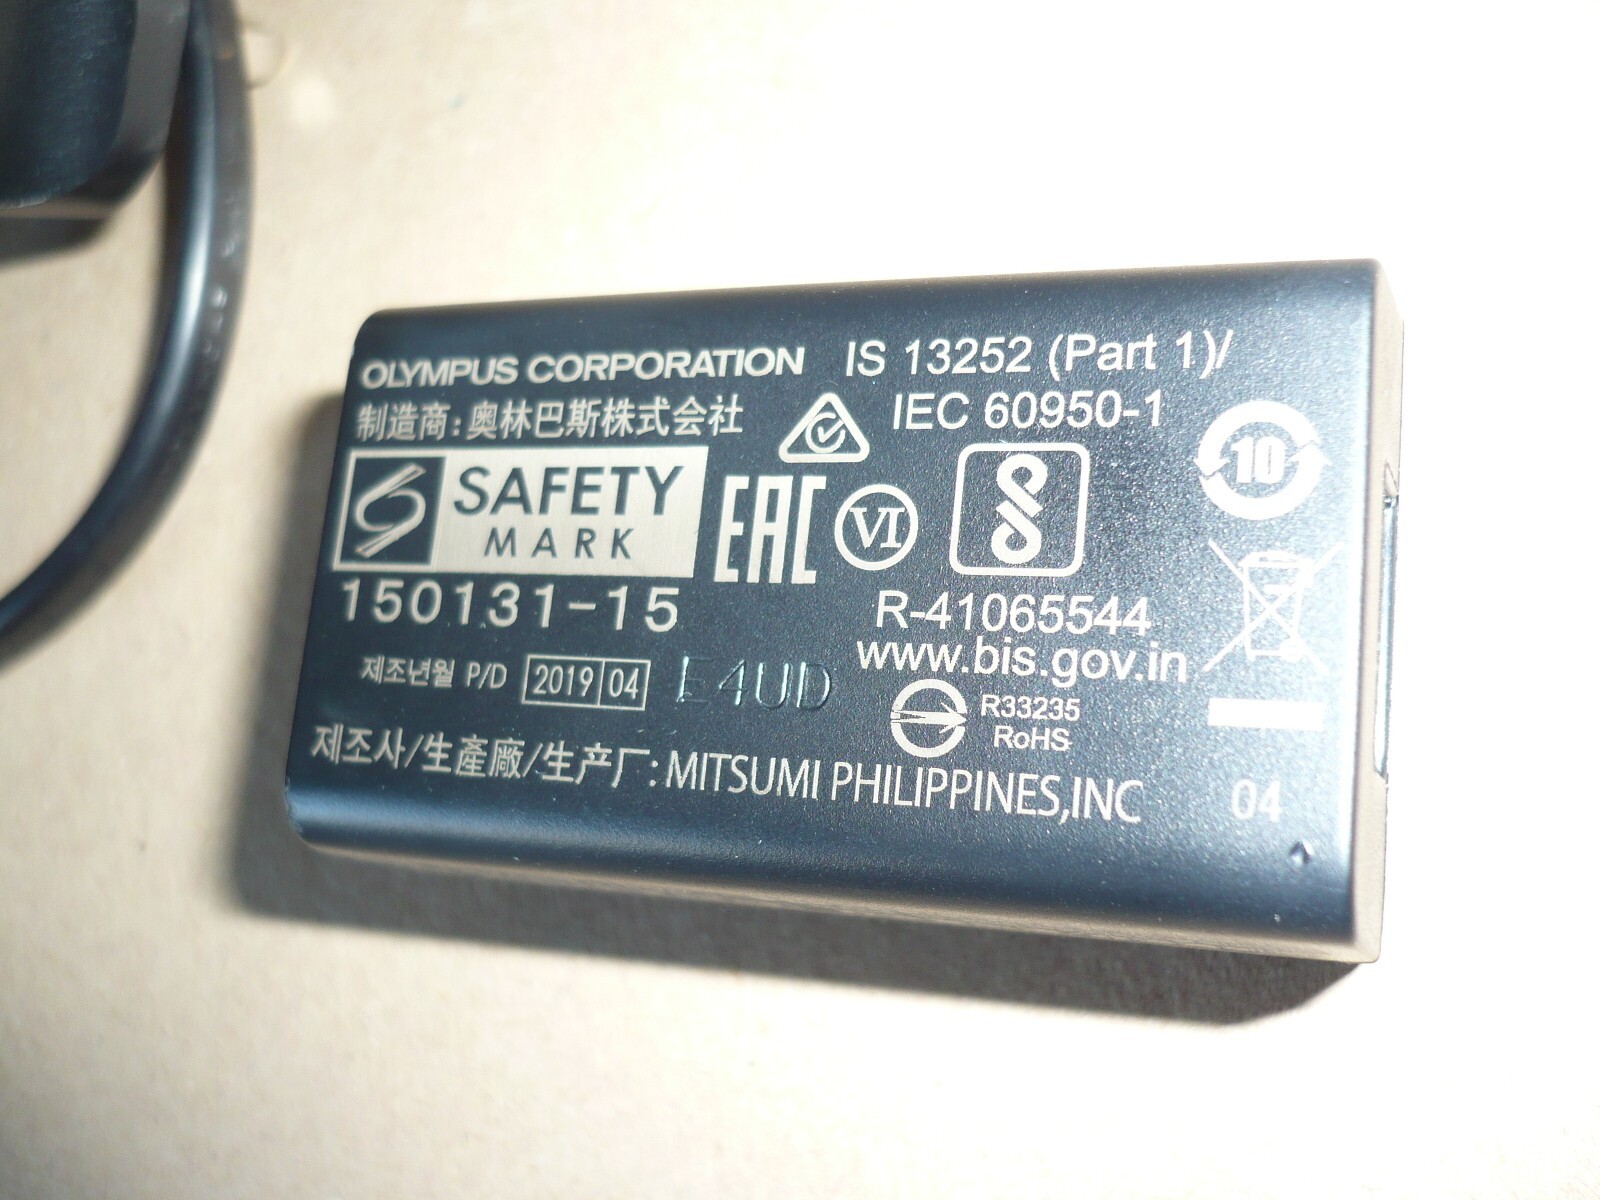 OLYMPUS CORPORATION IS 13252 (Part 1)/
制造商:奥林巴斯株式会社 IEC 60950-1
10
SAFETY
MARK
EAC VI
150131-15
R-41065544
www.bis.gov.in
제조년월 P/D 2019 04 E4UD
R33235
RoHS
제조사/生產廠/生产厂:MITSUMI PHILIPPINES,INC
04